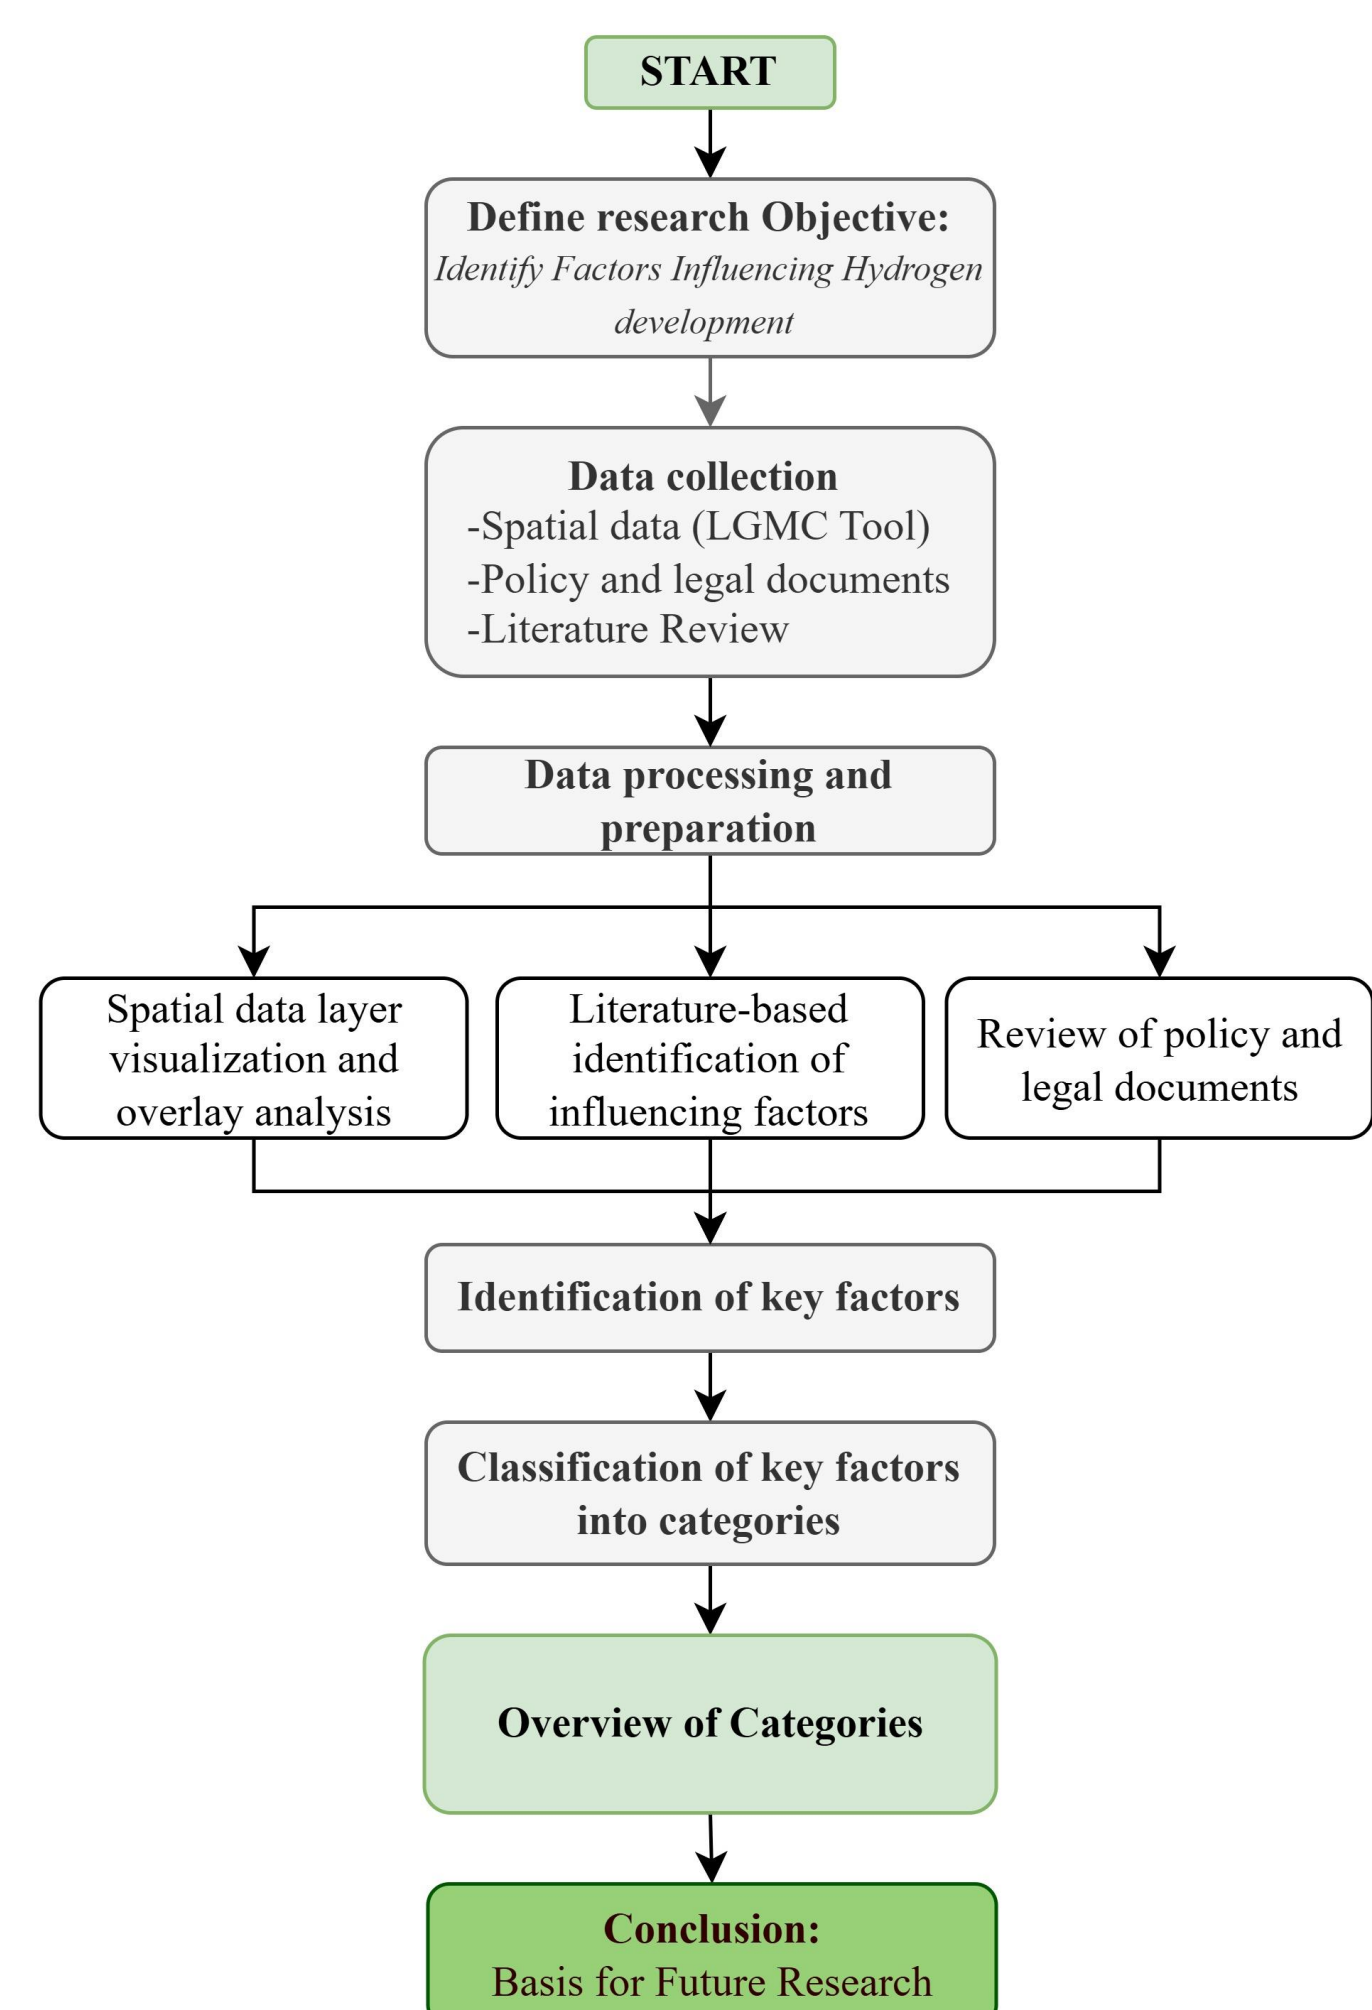 START
Define research Objective:
Identify Factors Influencing Hydrogen
development
Data collection
-Spatial data (LGMC Tool)
-Policy and legal documents
-Literature Review
Data processing and
preparation
Spatial data layer
visualization and
overlay analysis
Literature-based
identification of
influencing factors
Review of policy and
legal documents
Identification of key factors
Classification of key factors
into categories
Overview of Categories
Conclusion:
Basis for Future Research